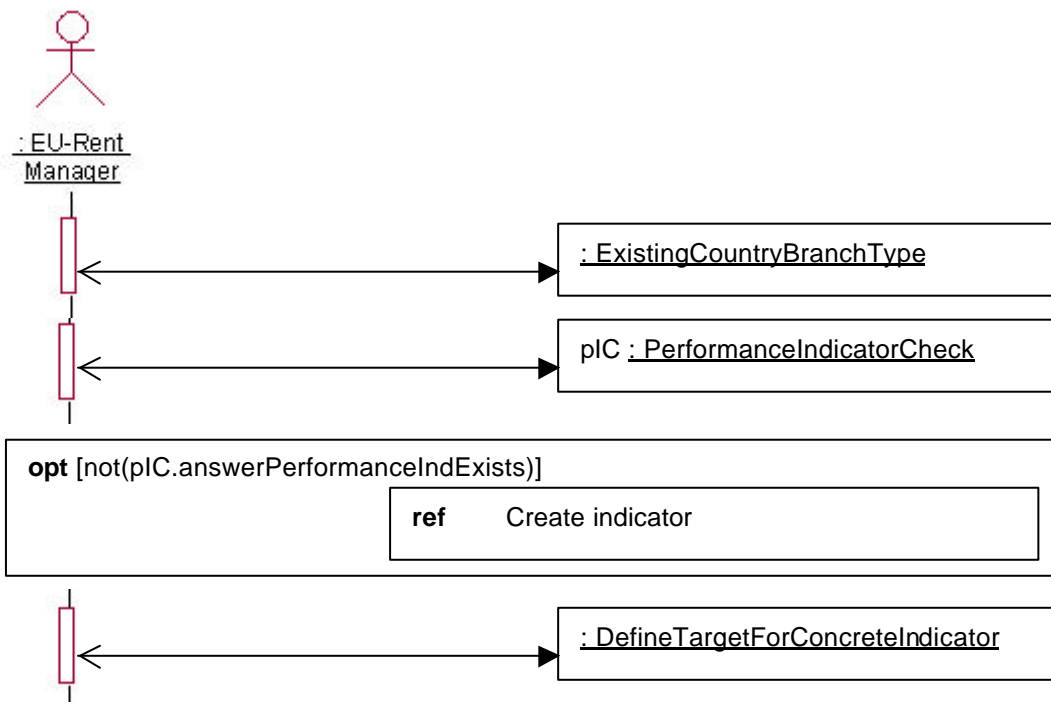 : EU-Rent
Manager
: ExistingCountryBranchType
pIC : PerformanceIndicatorCheck
opt [not(pIC.answerPerformanceIndExists)]
ref Create indicator
: DefineTargetForConcreteIndicator